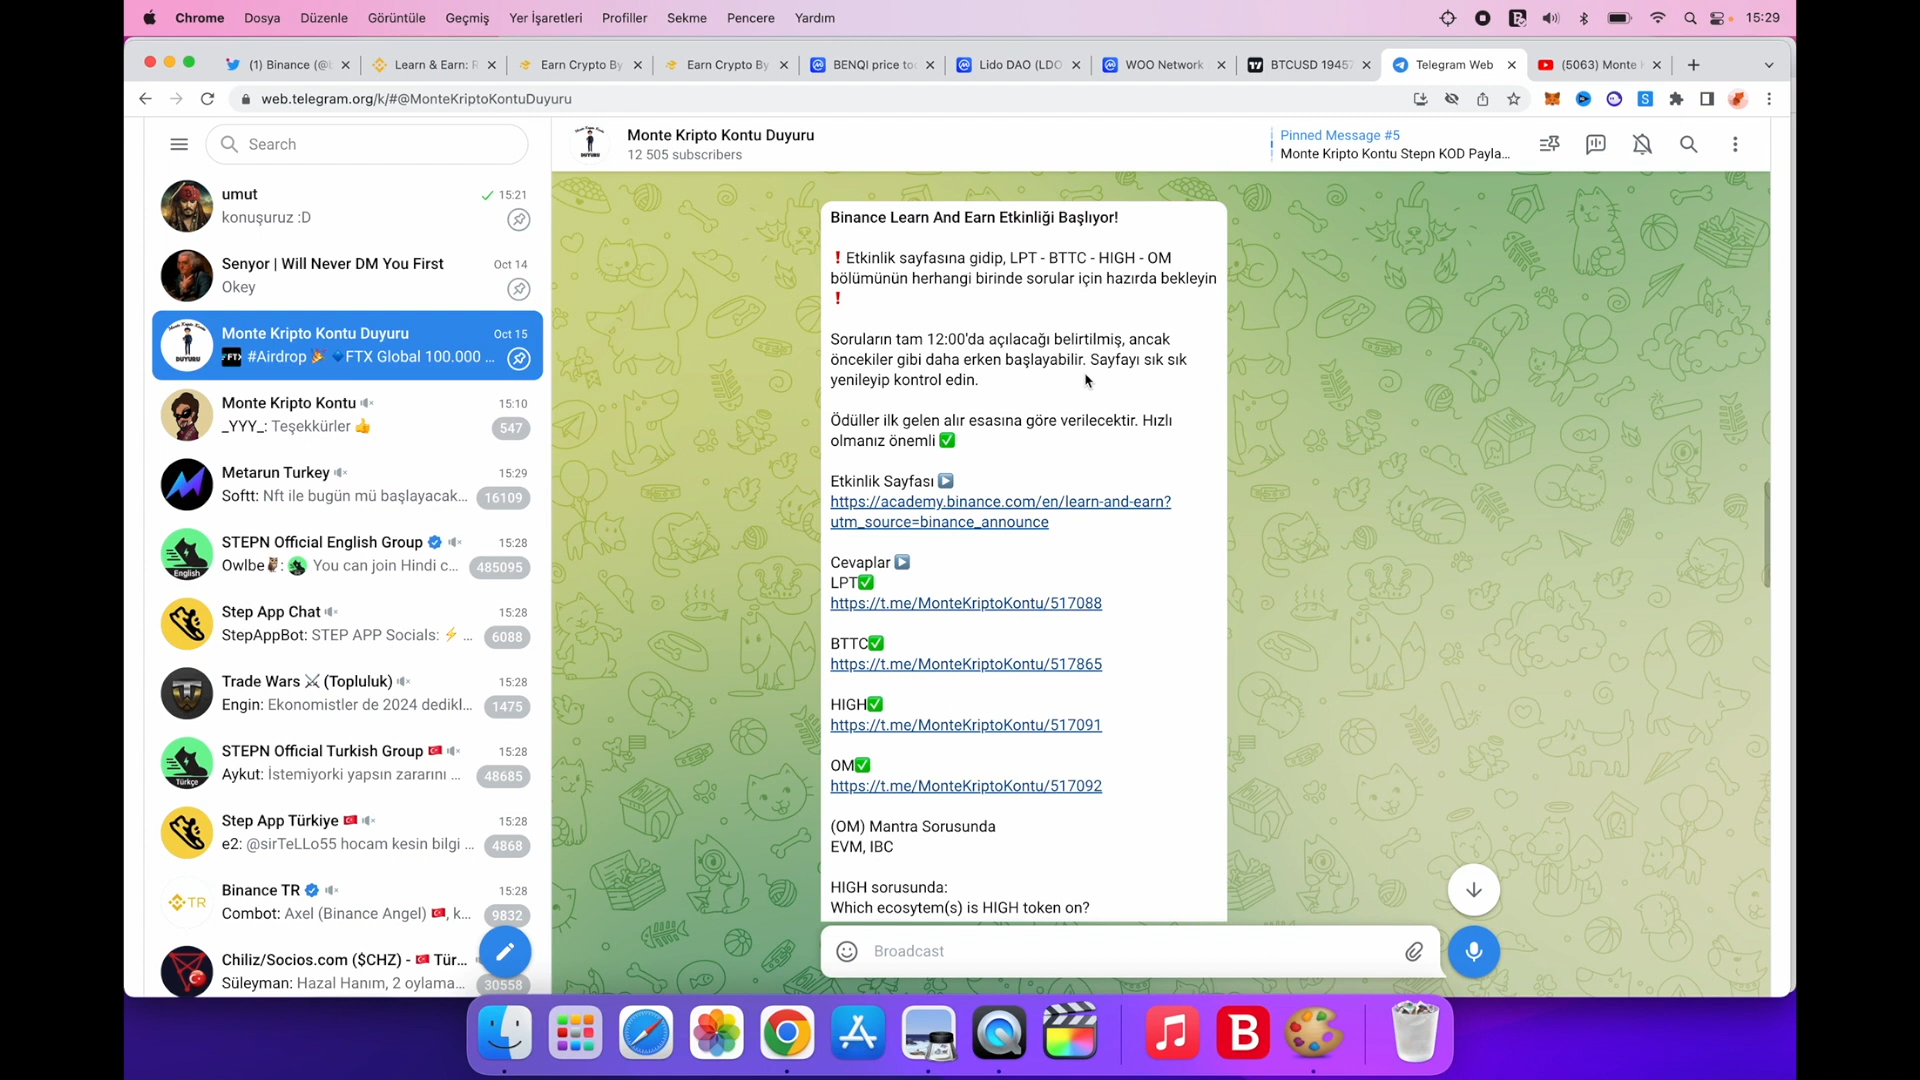 Chrome Dosya Düzenle Görüntüle Geçmiş Yer İşaretleri Profiller Sekme Pencere Yardım 15:29
(1) Binance (@b Learn & Earn: R Earn Crypto By Earn Crypto By BENQI price to Lido DAO (LDO WOO Network BTCUSD 1945 Telegram Web (5063) Monte
web.telegram.org/k/#@MonteKriptoKontuDuyuru
Search
umut 15:21
konuşuruz :D
Senyor | Will Never DM You First Oct 14
Okey
Monte Kripto Kontu Duyuru Oct 15
FTX #Airdrop 🎉 🔹FTX Global 100.000 ...
Monte Kripto Kontu 15:10
_YYY_: Teşekkürler 👍 547
Metarun Turkey 15:29
Softt: Nft ile bugün mü başlayacak... 16109
STEPN Official English Group 15:28
Owlbe🦉: You can join Hindi c... 485095
English
Step App Chat 15:28
StepAppBot: STEP APP Socials: ⚡ ... 6088
Trade Wars ⚔ (Topluluk) 15:28
Engin: Ekonomistler de 2024 dedikl... 1475
STEPN Official Turkish Group 🇹🇷 15:28
Aykut: İstemiyorki yapsın zararını ... 48685
Türkçe
Step App Türkiye 🇹🇷 15:28
e2: @sirTeLLo55 hocam kesin bilgi ... 4868
Binance TR 15:28
TR
Combot: Axel (Binance Angel) 🇹🇷, k... 9832
Chiliz/Socios.com ($CHZ) - 🇹🇷 Tür...
Süleyman: Hazal Hanım, 2 oylama... 30558
Monte Kripto Kontu Duyuru
12 505 subscribers
DUYURU
Pinned Message #5
Monte Kripto Kontu Stepn KOD Payla...
Binance Learn And Earn Etkinliği Başlıyor!
❗ Etkinlik sayfasına gidip, LPT - BTTC - HIGH - OM
bölümünün herhangi birinde sorular için hazırda bekleyin
❗
Soruların tam 12:00'da açılacağı belirtilmiş, ancak
öncekiler gibi daha erken başlayabilir. Sayfayı sık sık
yenileyip kontrol edin.
Ödüller ilk gelen alır esasına göre verilecektir. Hızlı
olmanız önemli ✅
Etkinlik Sayfası ▶️
https://academy.binance.com/en/learn-and-earn?
utm_source=binance_announce
Cevaplar ▶️
LPT✅
https://t.me/MonteKriptoKontu/517088
BTTC✅
https://t.me/MonteKriptoKontu/517865
HIGH✅
https://t.me/MonteKriptoKontu/517091
OM✅
https://t.me/MonteKriptoKontu/517092
(OM) Mantra Sorusunda
EVM, IBC
HIGH sorusunda:
Which ecosytem(s) is HIGH token on?
Broadcast